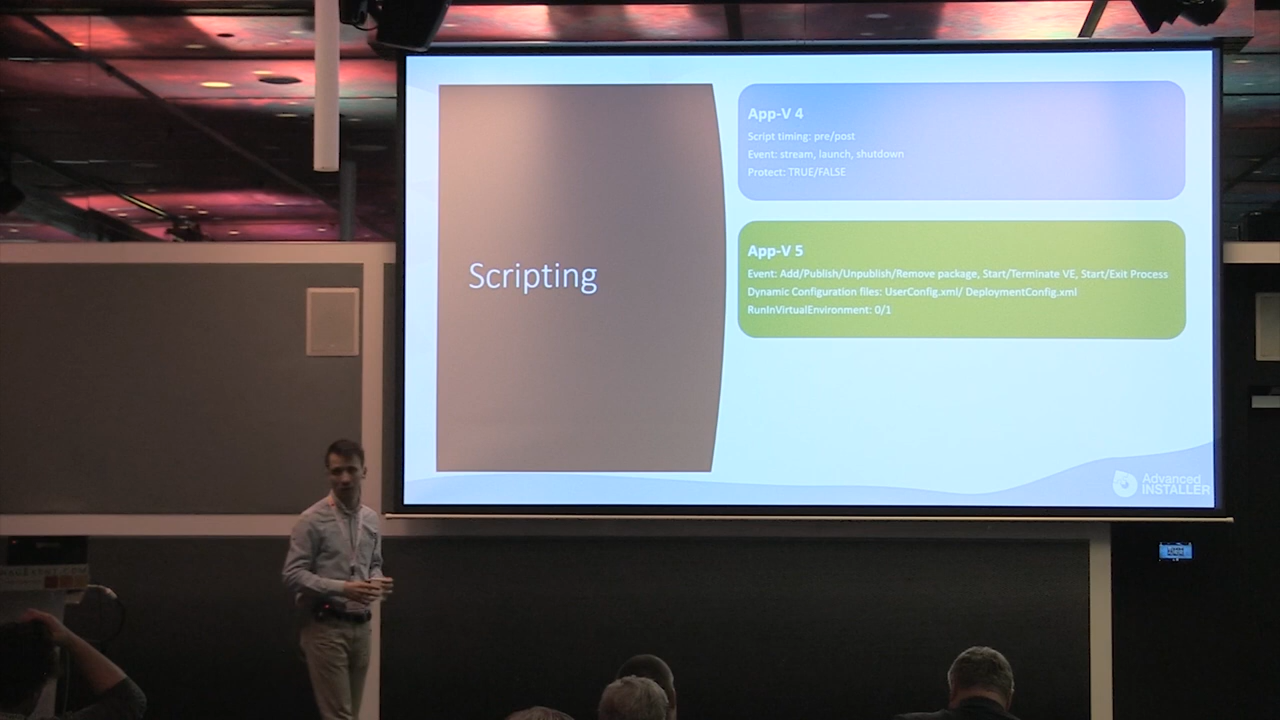 Scripting
App-V 4
Script timing: pre/post
Event: stream, launch, shutdown
Protect: TRUE/FALSE
App-V 5
Event: Add/Publish/Unpublish/Remove package, Start/Terminate VE, Start/Exit Process
Dynamic Configuration files: UserConfig.xml/ DeploymentConfig.xml
RunInVirtualEnvironment: 0/1
Advanced
INSTALLER